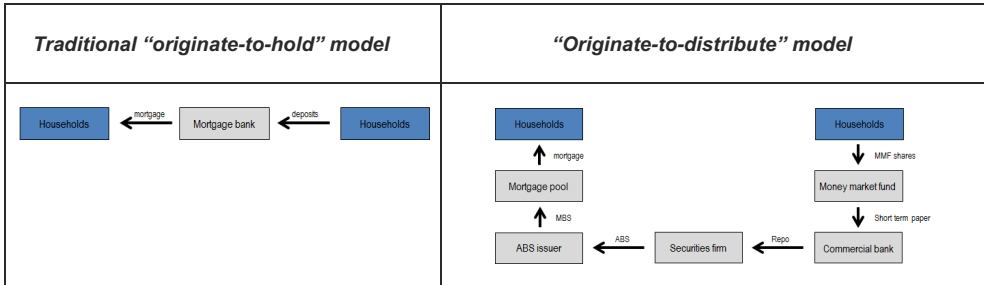 Traditional “originate-to-hold” model
“Originate-to-distribute” model
Households
mortgage
Mortgage bank
deposits
Households
Households
Households
mortgage
MMF shares
Mortgage pool
Money market fund
MBS
Short term paper
ABS issuer
ABS
Securities firm
Repo
Commercial bank